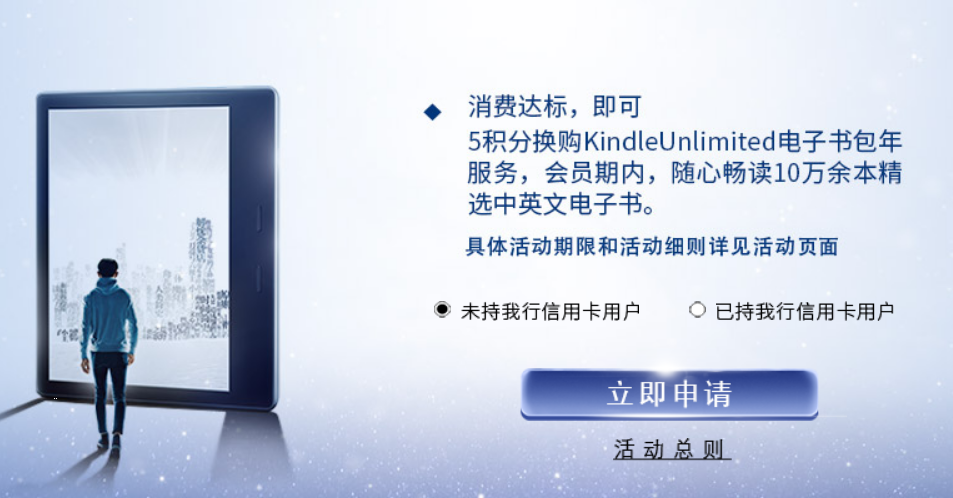 消费达标，即可
5积分换购KindleUnlimited电子书包年
服务，会员期内，随心畅读10万余本精
选中英文电子书。
具体活动期限和活动细则详见活动页面
未持我行信用卡用户
已持我行信用卡用户
立即申请
活动总则